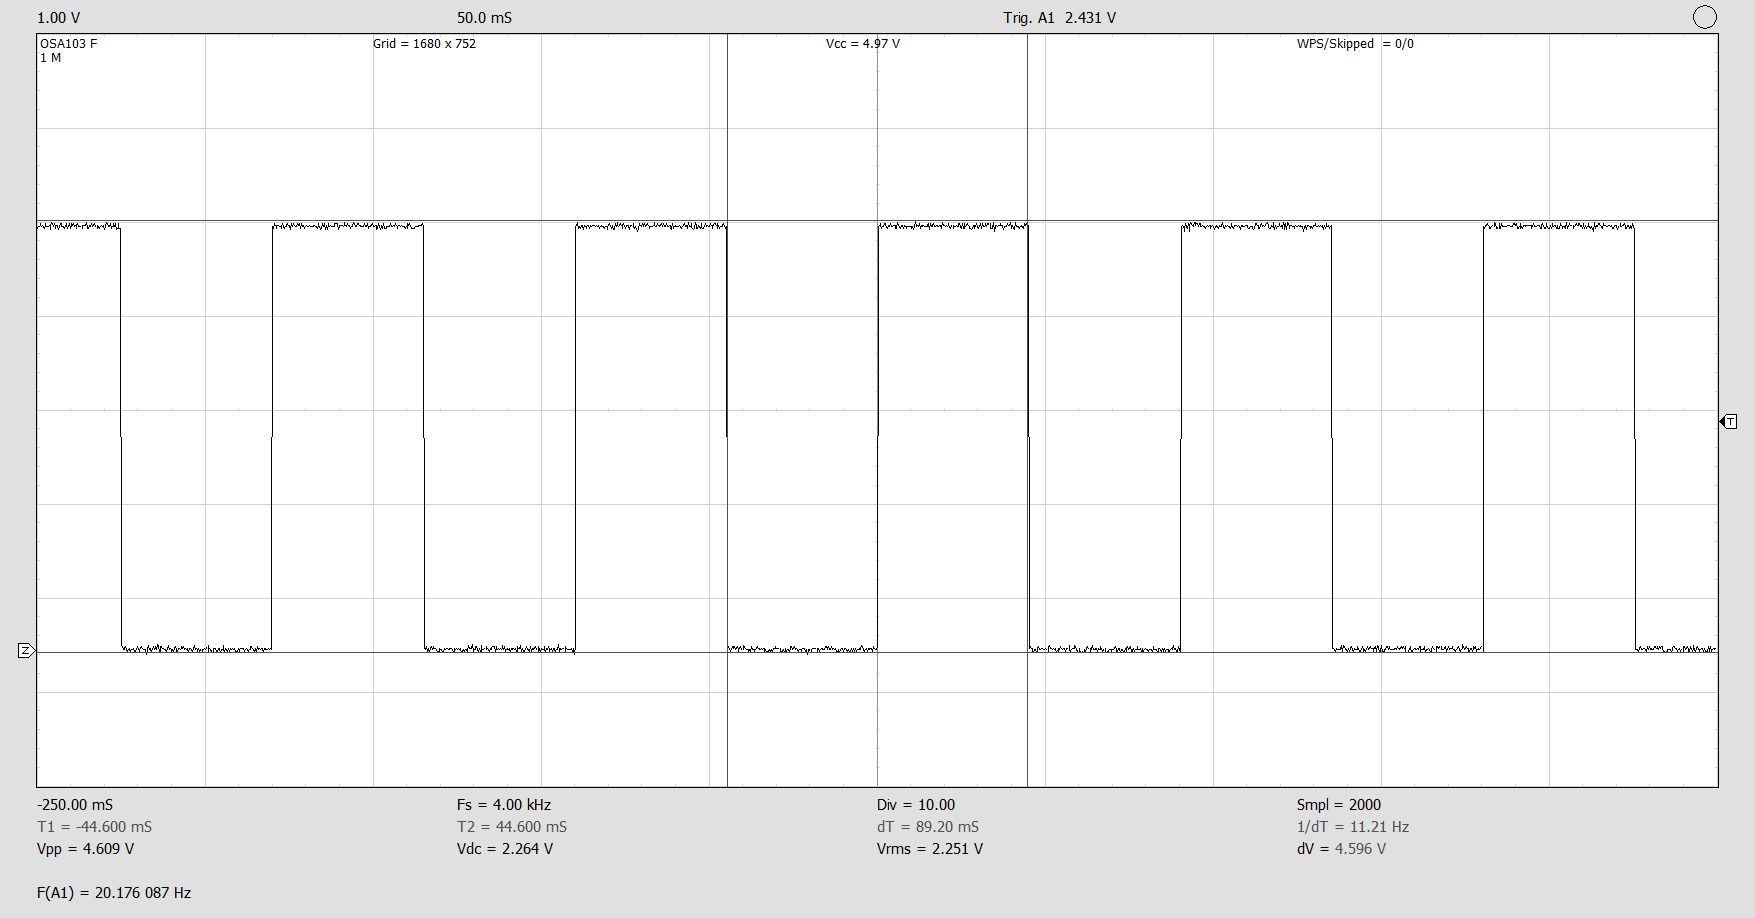 1.00 V 50.0 mS Trig. A1 2.431 V
OSA103 F Grid = 1680 x 752 Vcc = 4.97 V WPS/Skipped = 0/0
1 M
T
Z
-250.00 mS Fs = 4.00 kHz Div = 10.00 Smpl = 2000
T1 = -44.600 mS T2 = 44.600 mS dT = 89.20 mS 1/dT = 11.21 Hz
Vpp = 4.609 V Vdc = 2.264 V Vrms = 2.251 V dV = 4.596 V
F(A1) = 20.176 087 Hz